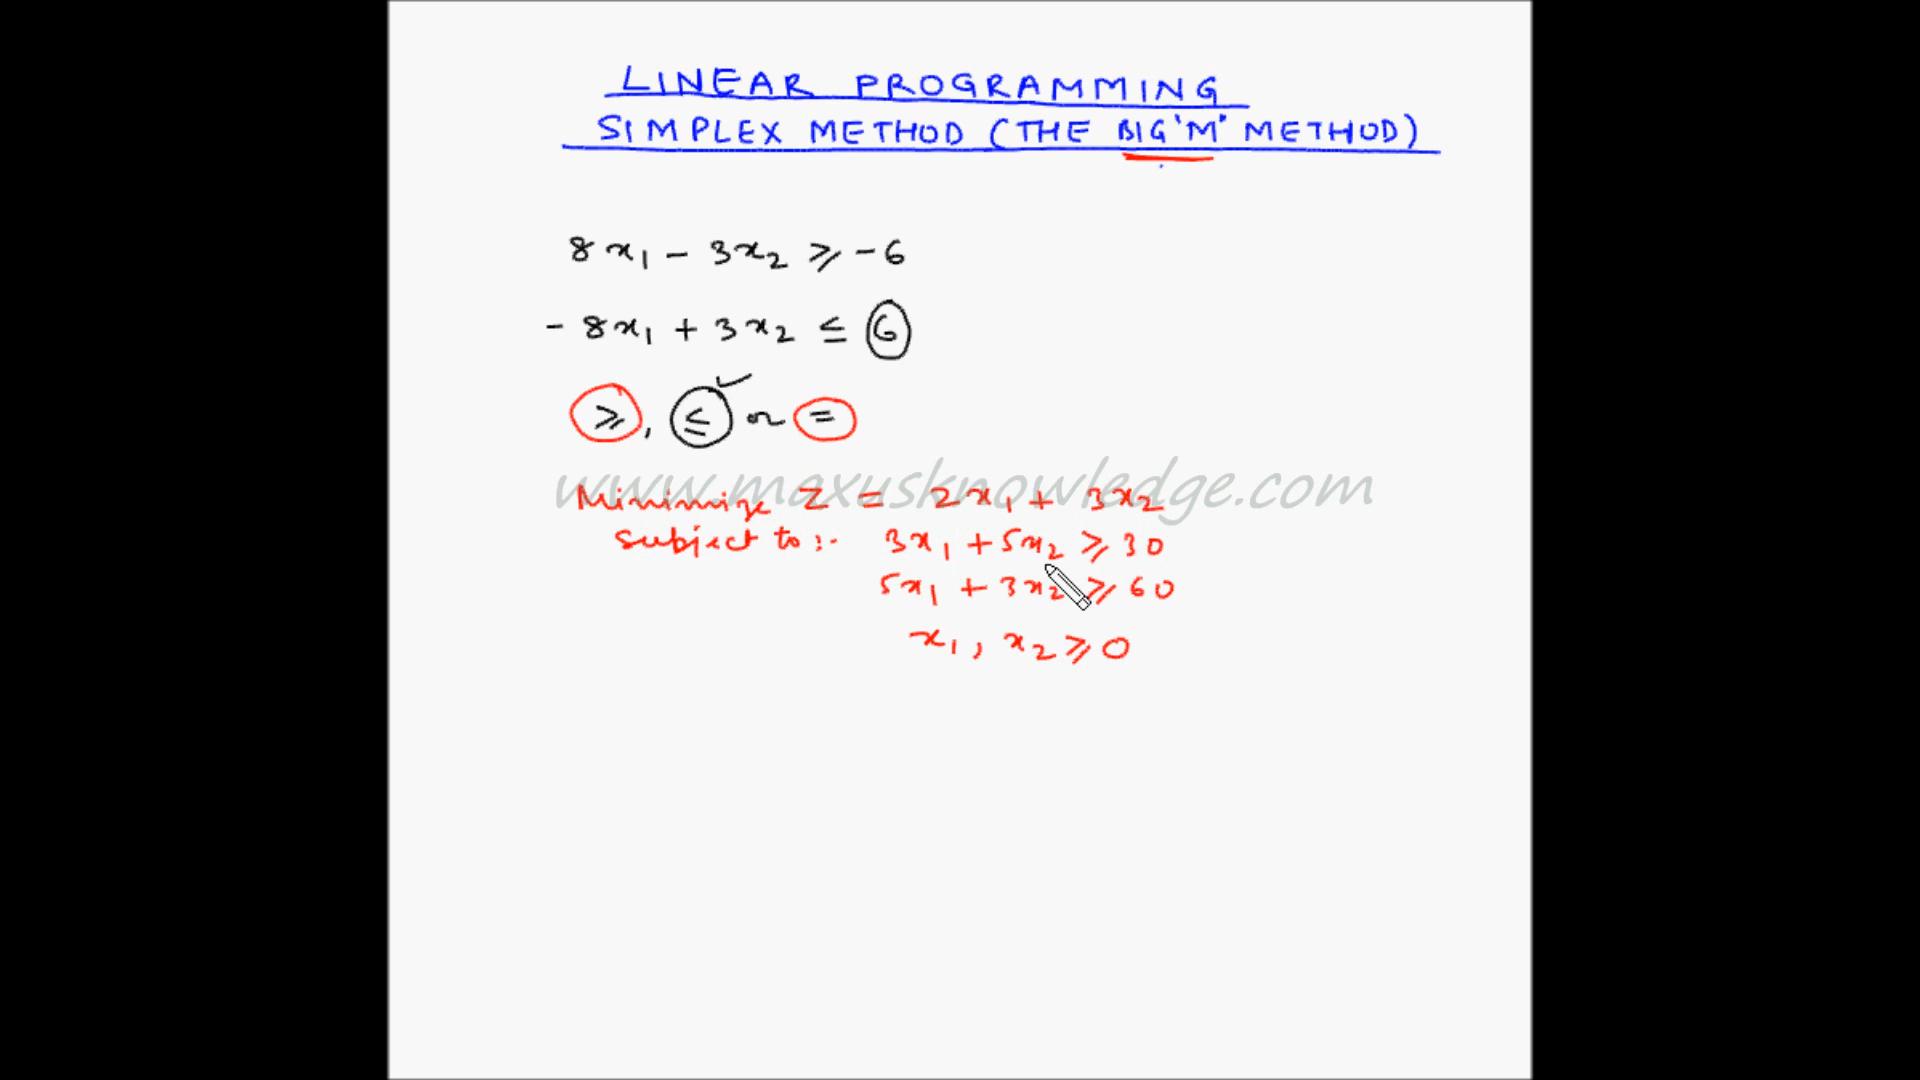 LINEAR PROGRAMMING
SIMPLEX METHOD (THE BIG 'M' METHOD)
8x₁ - 3x₂ ⩾ -6
- 8x₁ + 3x₂ ≤ 6
⩾, ≤ or =
www.maxusknowledge.com
Minimize Z = 2x₁ + 3x₂
Subject to :- 3x₁ + 5x₂ ⩾ 30
5x₁ + 3x₂ ⩾ 60
x₁, x₂ ⩾ 0